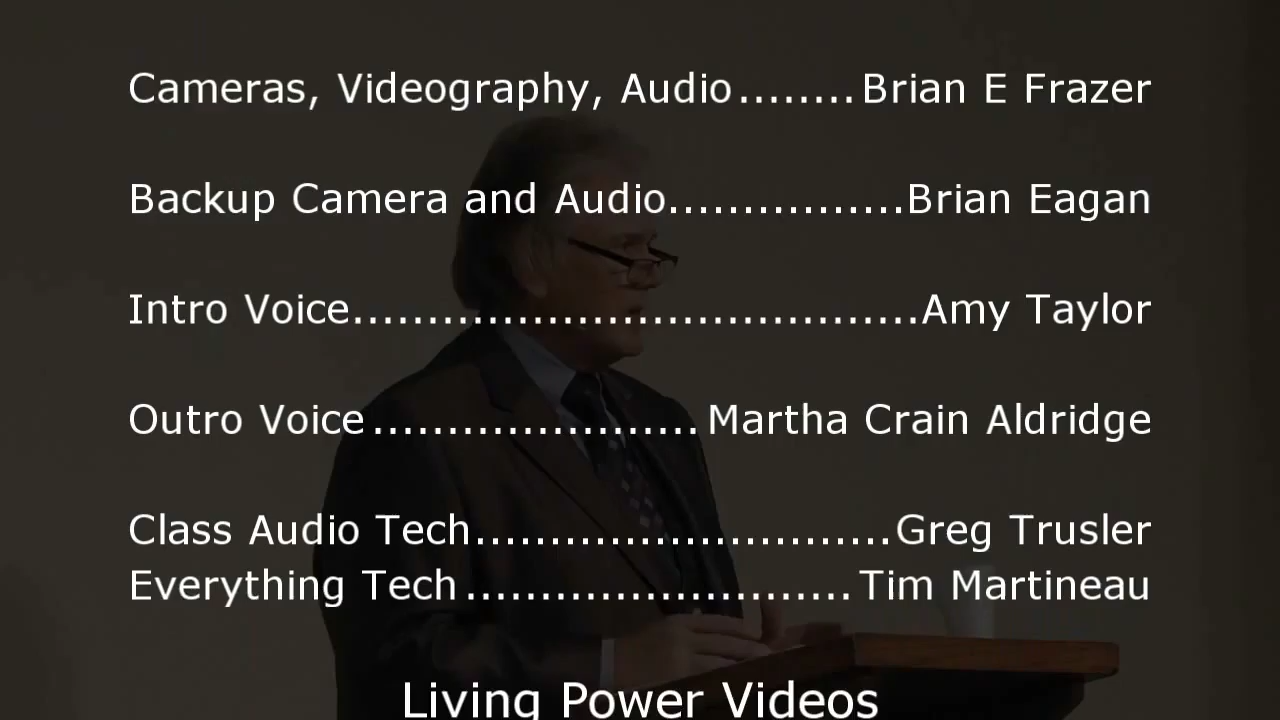 Cameras, Videography, Audio........Brian E Frazer
Backup Camera and Audio................Brian Eagan
Intro Voice......................................Amy Taylor
Outro Voice......................Martha Crain Aldridge
Class Audio Tech............................Greg Trusler
Everything Tech..........................Tim Martineau
Living Power Videos